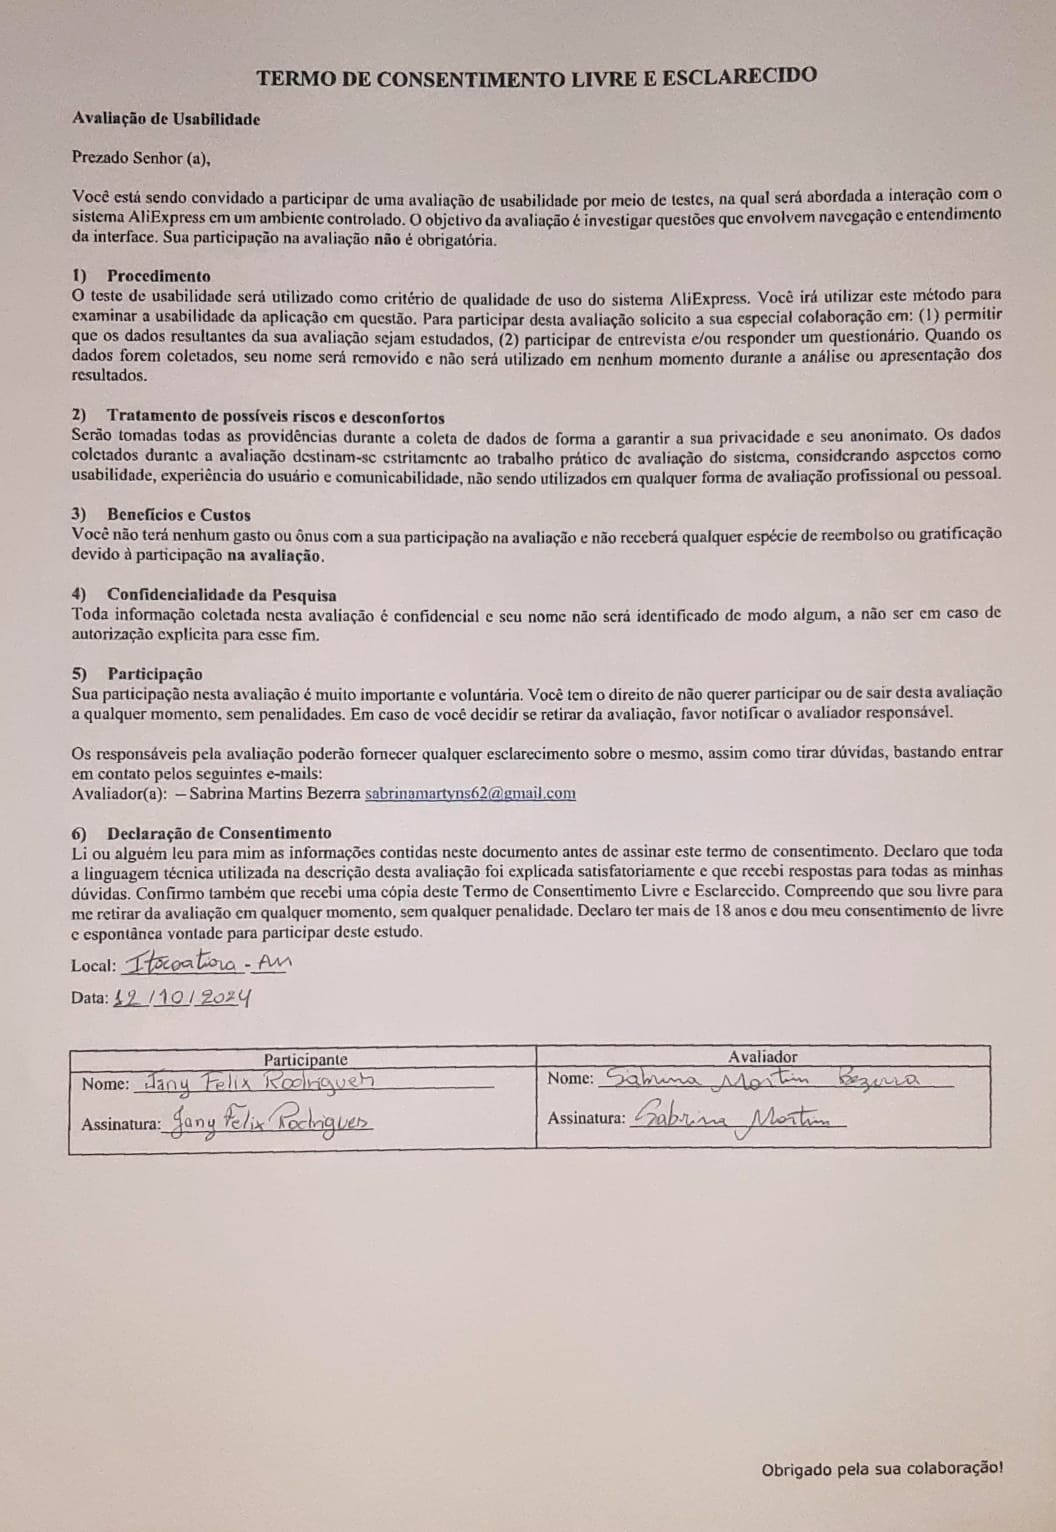 TERMO DE CONSENTIMENTO LIVRE E ESCLARECIDO
Avaliação de Usabilidade
Prezado Senhor (a),
Você está sendo convidado a participar de uma avaliação de usabilidade por meio de testes, na qual será abordada a interação com o
sistema AliExpress em um ambiente controlado. O objetivo da avaliação é investigar questões que envolvem navegação e entendimento
da interface. Sua participação na avaliação não é obrigatória.
1) Procedimento
O teste de usabilidade será utilizado como critério de qualidade de uso do sistema AliExpress. Você irá utilizar este método para
examinar a usabilidade da aplicação em questão. Para participar desta avaliação solicito a sua especial colaboração em: (1) permitir
que os dados resultantes da sua avaliação sejam estudados, (2) participar de entrevista e/ou responder um questionário. Quando os
dados forem coletados, seu nome será removido e não será utilizado em nenhum momento durante a análise ou apresentação dos
resultados.
2) Tratamento de possíveis riscos e desconfortos
Serão tomadas todas as providências durante a coleta de dados de forma a garantir a sua privacidade e seu anonimato. Os dados
coletados durante a avaliação destinam-se estritamente ao trabalho prático de avaliação do sistema, considerando aspectos como
usabilidade, experiência do usuário e comunicabilidade, não sendo utilizados em qualquer forma de avaliação profissional ou pessoal.
3) Benefícios e Custos
Você não terá nenhum gasto ou ônus com a sua participação na avaliação e não receberá qualquer espécie de reembolso ou gratificação
devido à participação na avaliação.
4) Confidencialidade da Pesquisa
Toda informação coletada nesta avaliação é confidencial e seu nome não será identificado de modo algum, a não ser em caso de
autorização explicita para esse fim.
5) Participação
Sua participação nesta avaliação é muito importante e voluntária. Você tem o direito de não querer participar ou de sair desta avaliação
a qualquer momento, sem penalidades. Em caso de você decidir se retirar da avaliação, favor notificar o avaliador responsável.
Os responsáveis pela avaliação poderão fornecer qualquer esclarecimento sobre o mesmo, assim como tirar dúvidas, bastando entrar
em contato pelos seguintes e-mails:
Avaliador(a): – Sabrina Martins Bezerra sabrinamartyns62@gmail.com
6) Declaração de Consentimento
Li ou alguém leu para mim as informações contidas neste documento antes de assinar este termo de consentimento. Declaro que toda
a linguagem técnica utilizada na descrição desta avaliação foi explicada satisfatoriamente e que recebi respostas para todas as minhas
dúvidas. Confirmo também que recebi uma cópia deste Termo de Consentimento Livre e Esclarecido. Compreendo que sou livre para
me retirar da avaliação em qualquer momento, sem qualquer penalidade. Declaro ter mais de 18 anos e dou meu consentimento de livre
e espontânea vontade para participar deste estudo.
Local: Itacoatiara - AM
Data: 12/10/2024
Participante
Nome: Jany Felix Rodrigues
Assinatura: Jany Felix Rodrigues
Avaliador
Nome: Sabrina Martins Bezerra
Assinatura: Sabrina Martins
Obrigado pela sua colaboração!